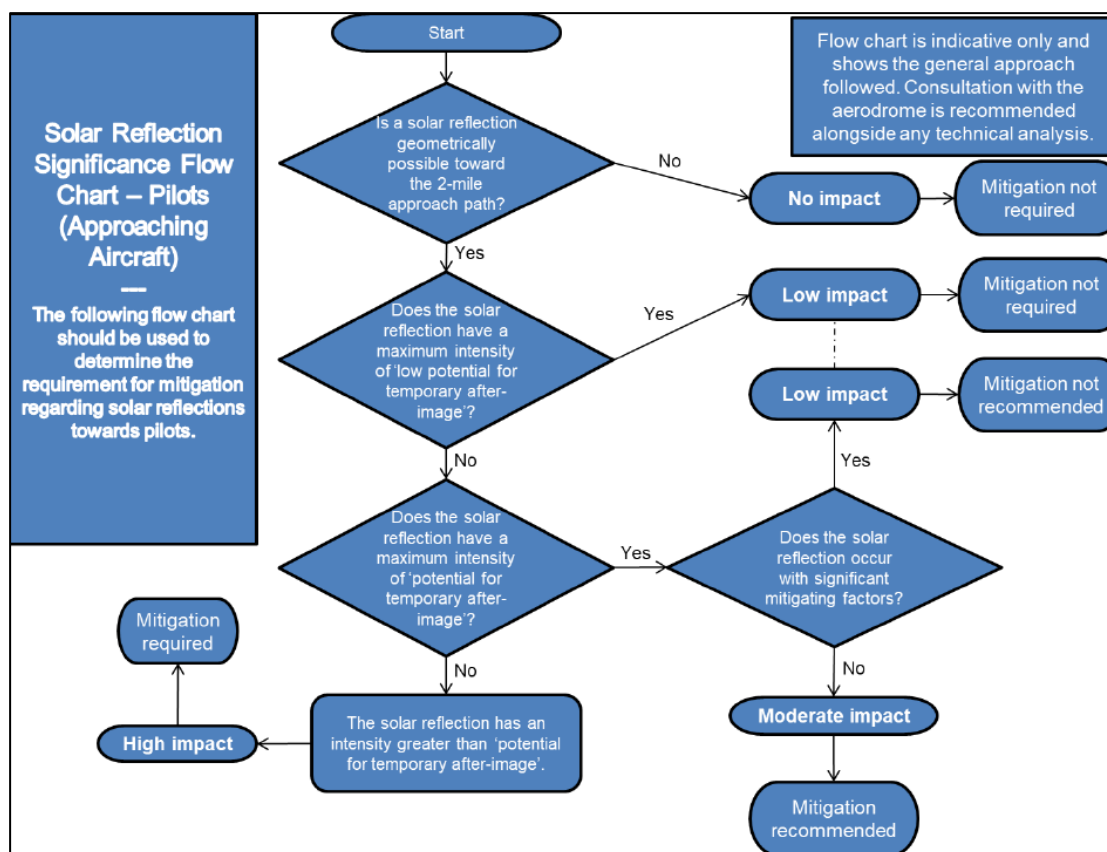 Solar Reflection
Significance Flow
Chart – Pilots
(Approaching
Aircraft)
—
The following flow chart
should be used to
determine the
requirement for mitigation
regarding solar reflections
towards pilots.
Start
Flow chart is indicative only and
shows the general approach
followed. Consultation with the
aerodrome is recommended
alongside any technical analysis.
Is a solar reflection
geometrically
possible toward
the 2-mile
approach path?
No
No impact
Mitigation not
required
Yes
Does the solar
reflection have a
maximum intensity
of 'low potential for
temporary after-
image'?
Yes
Low impact
Mitigation not
required
Low impact
Mitigation not
recommended
Yes
No
Does the solar
reflection have a
maximum intensity
of 'potential for
temporary after-
image'?
Yes
Does the solar
reflection occur
with significant
mitigating factors?
No
Moderate impact
Mitigation
recommended
No
The solar reflection has an
intensity greater than 'potential
for temporary after-image'.
High impact
Mitigation
required